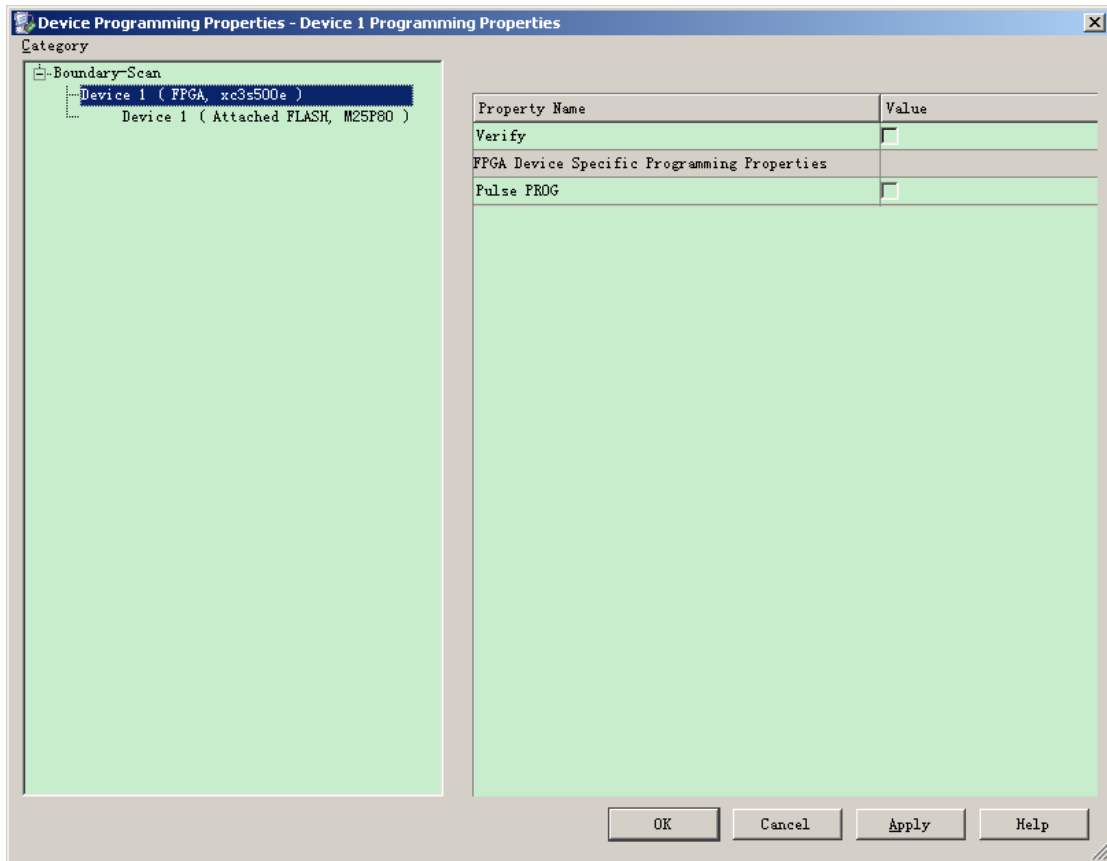 Device Programming Properties - Device 1 Programming Properties
Category
Boundary-Scan
Device 1 ( FPGA, xc3s500e )
Device 1 ( Attached FLASH, M25P80 )
Property Name Value
Verify
FPGA Device Specific Programming Properties
Pulse PROG
OK Cancel Apply Help